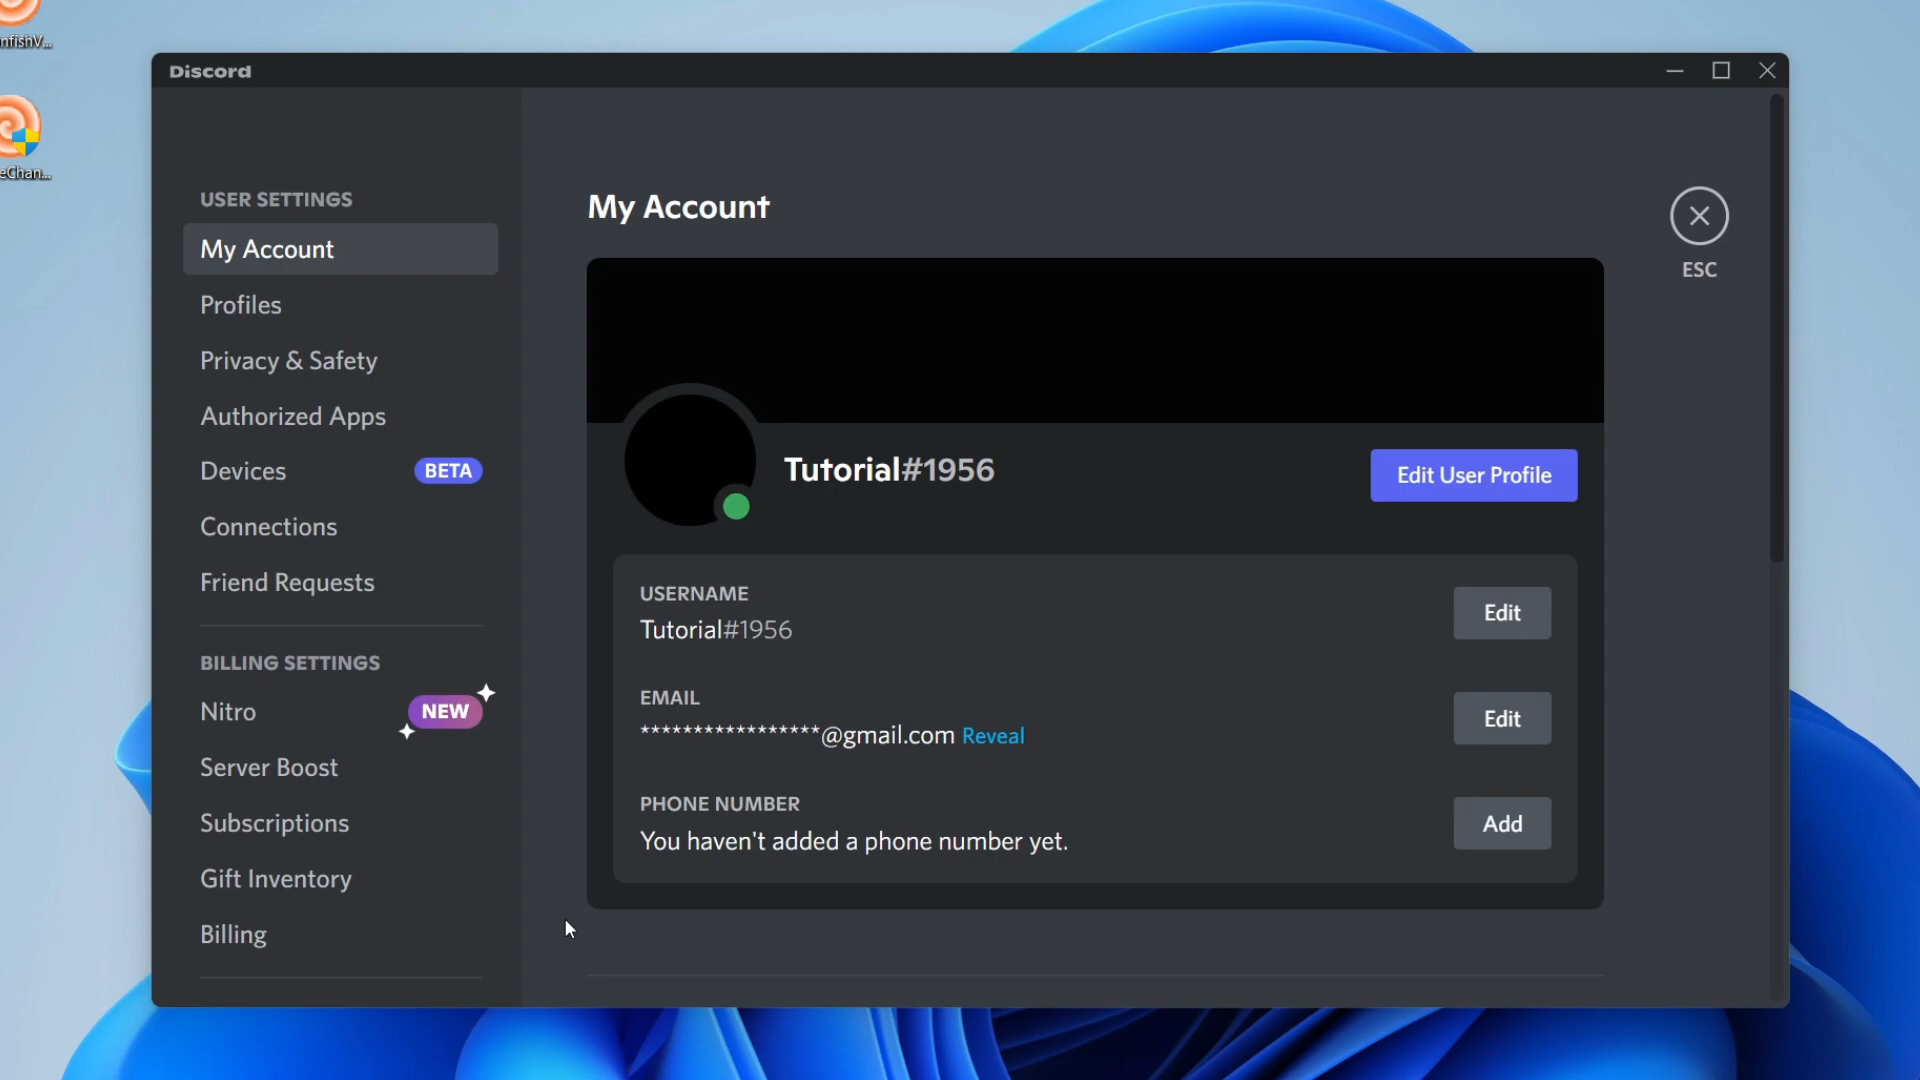 nfishV...
eChan...
Discord
USER SETTINGS
My Account
Profiles
Privacy & Safety
Authorized Apps
Devices BETA
Connections
Friend Requests
BILLING SETTINGS
Nitro NEW
Server Boost
Subscriptions
Gift Inventory
Billing
My Account
ESC
Tutorial#1956
Edit User Profile
USERNAME
Tutorial#1956
Edit
EMAIL
*****************@gmail.com Reveal
Edit
PHONE NUMBER
You haven't added a phone number yet.
Add